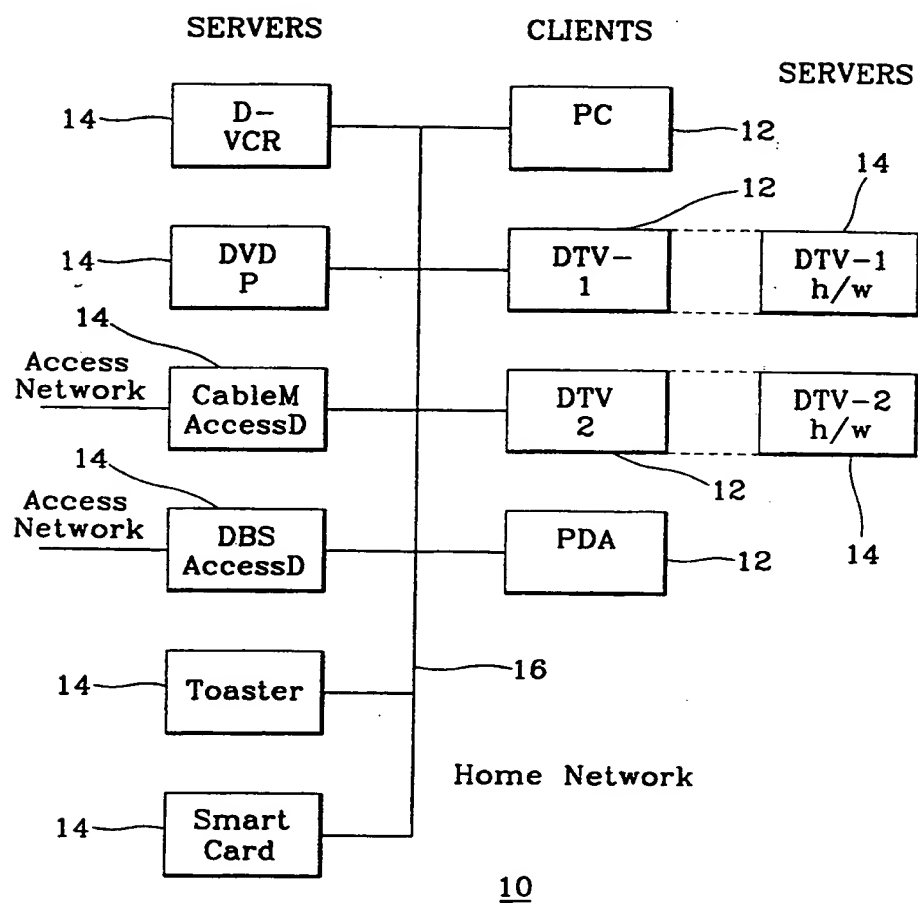 SERVERS
CLIENTS
SERVERS
14
D-
VCR
PC
12
14
DVD
P
12
DTV-
1
14
DTV-1
h/w
14
Access
Network
CableM
AccessD
DTV
2
12
DTV-2
h/w
14
14
Access
Network
DBS
AccessD
PDA
12
14
Toaster
16
Home Network
14
Smart
Card
10